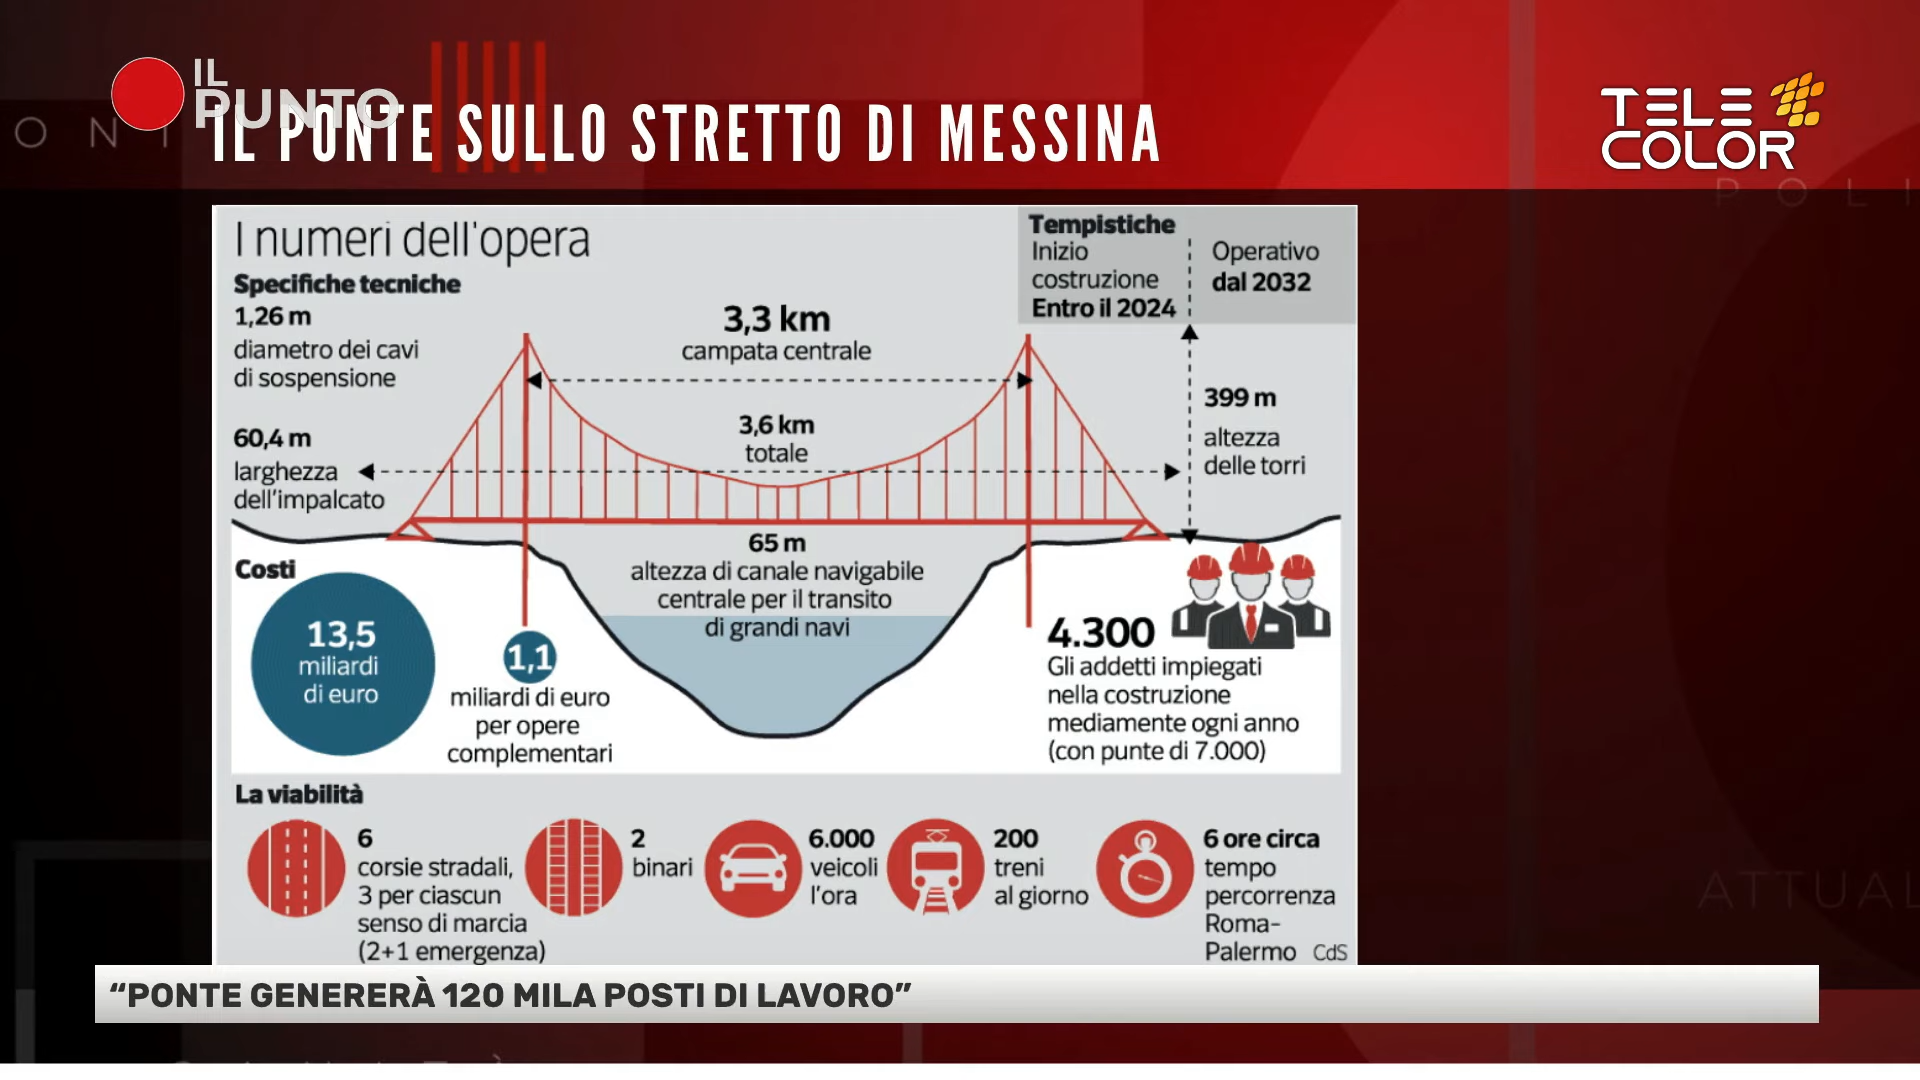 IL
PUNTO
IL PONTE SULLO STRETTO DI MESSINA
TELE
COLOR
ONI
POLI
I numeri dell'opera
Specifiche tecniche
1,26 m
diametro dei cavi
di sospensione
60,4 m
larghezza
dell'impalcato
3,3 km
campata centrale
3,6 km
totale
Tempistiche
Inizio
costruzione
Entro il 2024
Operativo
dal 2032
399 m
altezza
delle torri
65 m
altezza di canale navigabile
centrale per il transito
di grandi navi
Costi
13,5
miliardi
di euro
1,1
miliardi di euro
per opere
complementari
4.300
Gli addetti impiegati
nella costruzione
mediamente ogni anno
(con punte di 7.000)
La viabilità
6
corsie stradali,
3 per ciascun
senso di marcia
(2+1 emergenza)
2
binari
6.000
veicoli
l'ora
200
treni
al giorno
6 ore circa
tempo
percorrenza
Roma-
Palermo
CdS
ATTUAL
“PONTE GENERERÀ 120 MILA POSTI DI LAVORO”